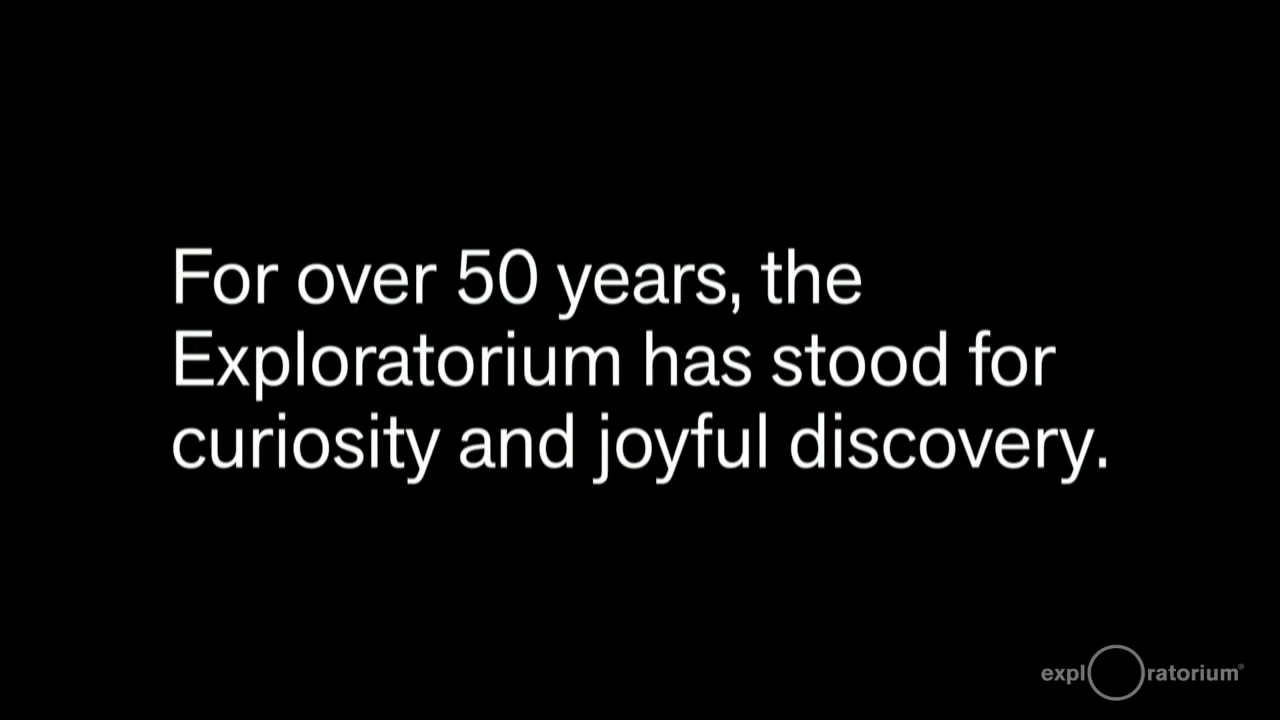 For over 50 years, the
Exploratorium has stood for
curiosity and joyful discovery.
expl ratorium®